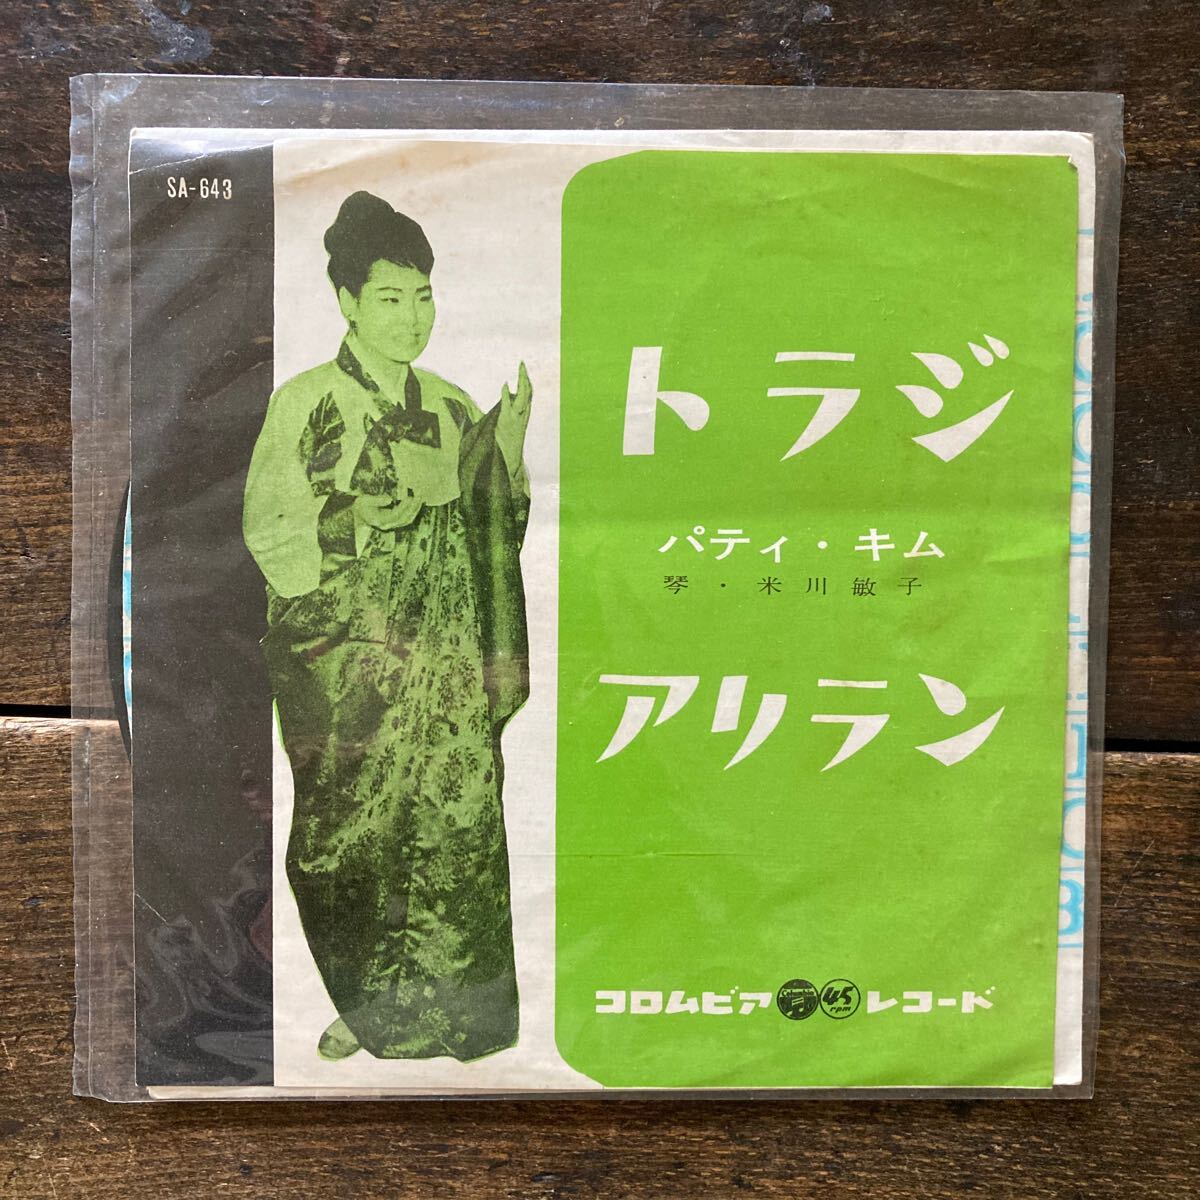 SA-643
トラジ
パティ・キム
琴・米川敏子
アリラン
コロムビア 45 rpm レコード